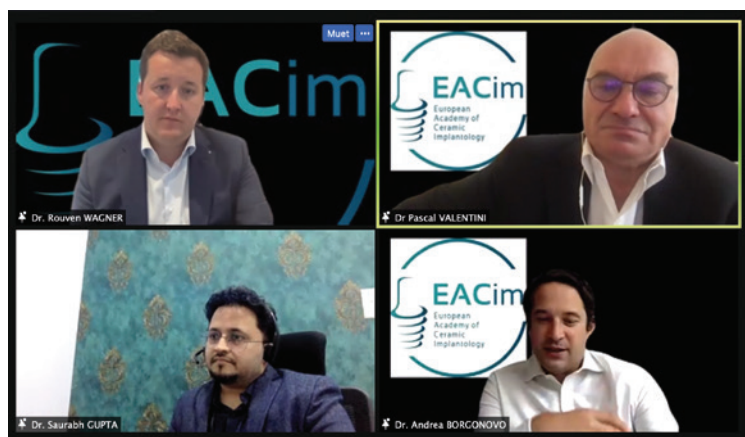 EACim
Muet
Dr. Rouven WAGNER
EACim
European
Academy of
Ceramic
Implantology
Dr Pascal VALENTINI
Dr. Saurabh GUPTA
EACim
European
Academy of
Ceramic
Implantology
Dr. Andrea BORGONOVO